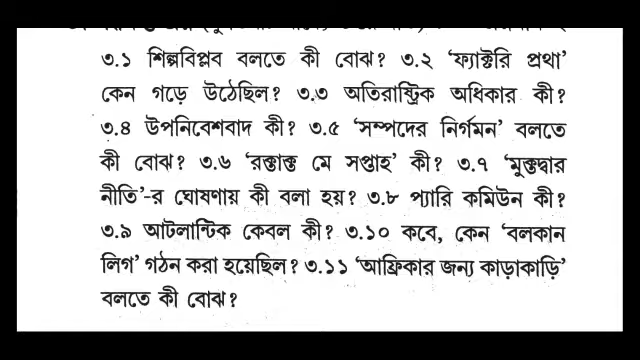 ৩.১ শিল্পবিপ্লব বলতে কী বোঝ? ৩.২ ‘ফ্যাক্টরি প্রথা’
কেন গড়ে উঠেছিল? ৩.৩ অতিরাষ্ট্রিক অধিকার কী?
৩.৪ উপনিবেশবাদ কী? ৩.৫ ‘সম্পদের নির্গমন’ বলতে
কী বোঝ? ৩.৬ ‘রক্তাক্ত মে সপ্তাহ’ কী? ৩.৭ ‘মুক্তদ্বার
নীতি’-র ঘোষণায় কী বলা হয়? ৩.৮ প্যারি কমিউন কী?
৩.৯ আটলান্টিক কেবল কী? ৩.১০ কবে, কেন ‘বলকান
লিগ’ গঠন করা হয়েছিল? ৩.১১ ‘আফ্রিকার জন্য কাড়াকাড়ি’
বলতে কী বোঝ?